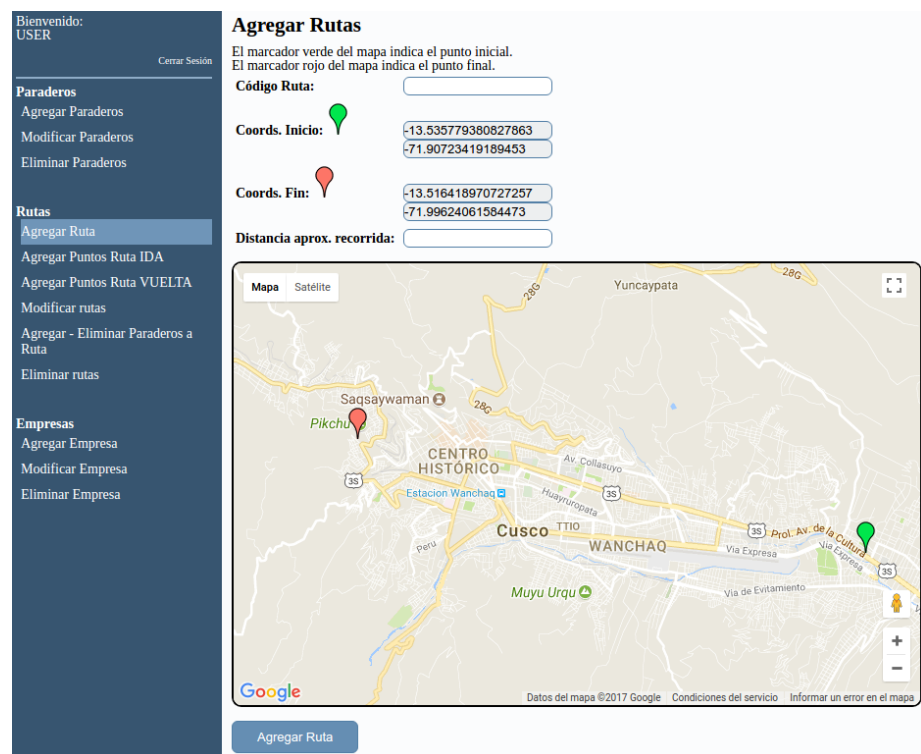 Bienvenido:
USER
Cerrar Sesión
Paraderos
Agregar Paraderos
Modificar Paraderos
Eliminar Paraderos
Rutas
Agregar Ruta
Agregar Puntos Ruta IDA
Agregar Puntos Ruta VUELTA
Modificar rutas
Agregar - Eliminar Paraderos a
Ruta
Eliminar rutas
Empresas
Agregar Empresa
Modificar Empresa
Eliminar Empresa
Agregar Rutas
El marcador verde del mapa indica el punto inicial.
El marcador rojo del mapa indica el punto final.
Código Ruta:
Coords. Inicio:
-13.535779380827863
-71.90723419189453
Coords. Fin:
-13.516418970727257
-71.99624061584473
Distancia aprox. recorrida:
Mapa Satélite
28G
28G
Yuncaypata
Saqsaywaman
28G
CENTRO
HISTÓRICO
Av. Collasuyo
3S
Estacion Wanchaq
Huayruropata
3S
Cusco
TTIO
3S
Prol. Av. de la Cultura
WANCHAQ
Peru
Via Expresa
Via Expresa
3S
Muyu Urqu
Via de Evitamiento
Google
Datos del mapa ©2017 Google
Condiciones del servicio
Informar un error en el mapa
Agregar Ruta